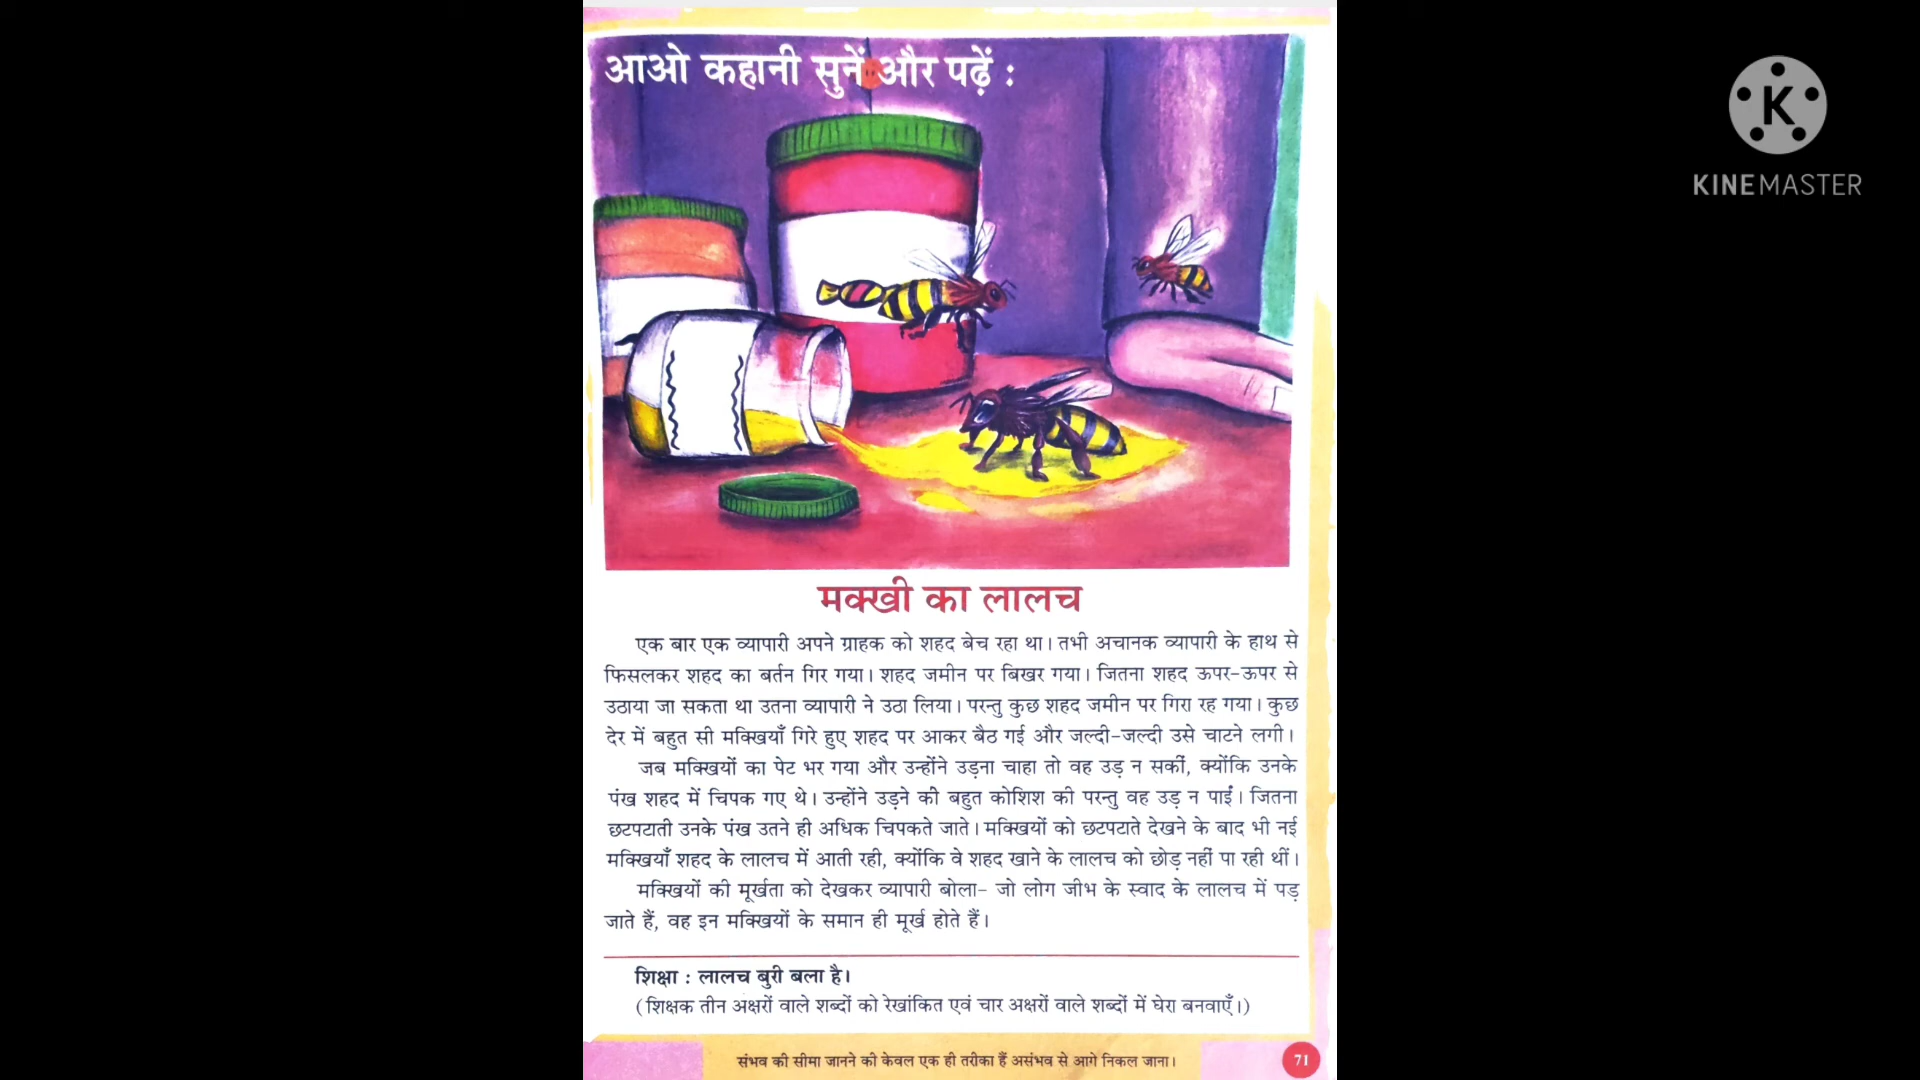 आओ कहानी सुनें और पढ़ें :
K
KINEMASTER
मक्खी का लालच
एक बार एक व्यापारी अपने ग्राहक को शहद बेच रहा था। तभी अचानक व्यापारी के हाथ से
फिसलकर शहद का बर्तन गिर गया। शहद जमीन पर बिखर गया। जितना शहद ऊपर-ऊपर से
उठाया जा सकता था उतना व्यापारी ने उठा लिया। परन्तु कुछ शहद जमीन पर गिरा रह गया। कुछ
देर में बहुत सी मक्खियाँ गिरे हुए शहद पर आकर बैठ गई और जल्दी-जल्दी उसे चाटने लगी।
जब मक्खियों का पेट भर गया और उन्होंने उड़ना चाहा तो वह उड़ न सकीं, क्योंकि उनके
पंख शहद में चिपक गए थे। उन्होंने उड़ने की बहुत कोशिश की परन्तु वह उड़ न पाईं। जितना
छटपटाती उनके पंख उतने ही अधिक चिपकते जाते। मक्खियों को छटपटाते देखने के बाद भी नई
मक्खियाँ शहद के लालच में आती रही, क्योंकि वे शहद खाने के लालच को छोड़ नहीं पा रही थीं।
मक्खियों की मूर्खता को देखकर व्यापारी बोला- जो लोग जीभ के स्वाद के लालच में पड़
जाते हैं, वह इन मक्खियों के समान ही मूर्ख होते हैं।
शिक्षा : लालच बुरी बला है।
(शिक्षक तीन अक्षरों वाले शब्दों को रेखांकित एवं चार अक्षरों वाले शब्दों में घेरा बनवाएँ।)
संभव की सीमा जानने की केवल एक ही तरीका हैं असंभव से आगे निकल जाना।
71